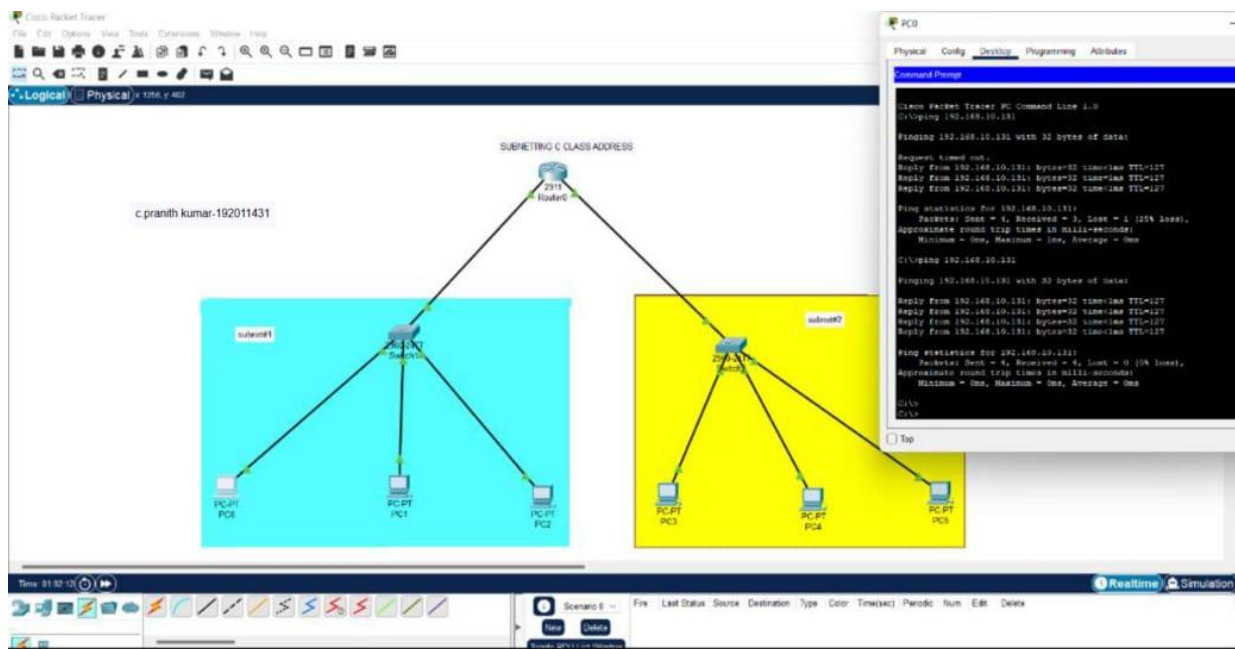 Cisco Packet Tracer
File Edit Options View Tools Extensions Window Help
Logical Physical x: 1266, y: 402
SUBNETTING C CLASS ADDRESS
2911
Router0
c.pranith kumar-192011431
subnet#1
subnet#2
Switch1
PC-PT
PC0
PC-PT
PC1
PC-PT
PC2
PC-PT
PC3
PC-PT
PC4
PC-PT
PC5
PC0
Physical Config Desktop Programming Attributes
Command Prompt
Cisco Packet Tracer PC Command Line 1.0
C:\>ping 192.168.10.131
Pinging 192.168.10.131 with 32 bytes of data:
Request timed out.
Reply from 192.168.10.131: bytes=32 time<1ms TTL=127
Reply from 192.168.10.131: bytes=32 time=1ms TTL=127
Reply from 192.168.10.131: bytes=32 time<1ms TTL=127
Ping statistics for 192.168.10.131:
Packets: Sent = 4, Received = 3, Lost = 1 (25% loss),
Approximate round trip times in milli-seconds:
Minimum = 0ms, Maximum = 1ms, Average = 0ms
C:\>ping 192.168.10.131
Pinging 192.168.10.131 with 32 bytes of data:
Reply from 192.168.10.131: bytes=32 time<1ms TTL=127
Reply from 192.168.10.131: bytes=32 time<1ms TTL=127
Reply from 192.168.10.131: bytes=32 time<1ms TTL=127
Reply from 192.168.10.131: bytes=32 time<1ms TTL=127
Ping statistics for 192.168.10.131:
Packets: Sent = 4, Received = 4, Lost = 0 (0% loss),
Approximate round trip times in milli-seconds:
Minimum = 0ms, Maximum = 0ms, Average = 0ms
C:\>
C:\>
Top
Time: 01:02:12
Realtime Simulation
Scenario 0
New Delete
Fire Last Status Source Destination Type Color Time(sec) Periodic Num Edit Delete